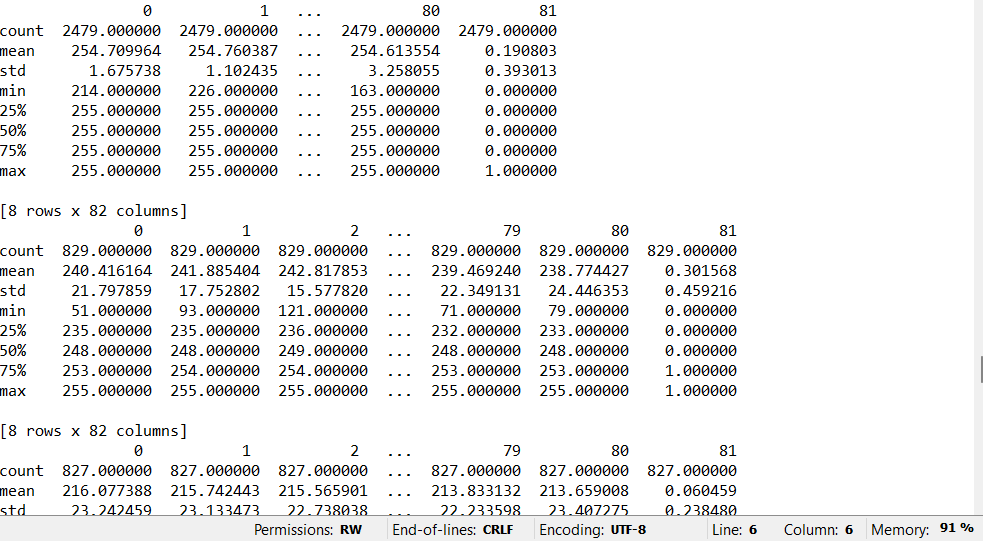 0 1 ... 80 81
count 2479.000000 2479.000000 ... 2479.000000 2479.000000
mean 254.709964 254.760387 ... 254.613554 0.190803
std 1.675738 1.102435 ... 3.258055 0.393013
min 214.000000 226.000000 ... 163.000000 0.000000
25% 255.000000 255.000000 ... 255.000000 0.000000
50% 255.000000 255.000000 ... 255.000000 0.000000
75% 255.000000 255.000000 ... 255.000000 0.000000
max 255.000000 255.000000 ... 255.000000 1.000000
[8 rows x 82 columns]
0 1 2 ... 79 80 81
count 829.000000 829.000000 829.000000 ... 829.000000 829.000000 829.000000
mean 240.416164 241.885404 242.817853 ... 239.469240 238.774427 0.301568
std 21.797859 17.752802 15.577820 ... 22.349131 24.446353 0.459216
min 51.000000 93.000000 121.000000 ... 71.000000 79.000000 0.000000
25% 235.000000 235.000000 236.000000 ... 232.000000 233.000000 0.000000
50% 248.000000 248.000000 249.000000 ... 248.000000 248.000000 0.000000
75% 253.000000 254.000000 254.000000 ... 253.000000 253.000000 1.000000
max 255.000000 255.000000 255.000000 ... 255.000000 255.000000 1.000000
[8 rows x 82 columns]
0 1 2 ... 79 80 81
count 827.000000 827.000000 827.000000 ... 827.000000 827.000000 827.000000
mean 216.077388 215.742443 215.565901 ... 213.833132 213.659008 0.060459
std 23.242459 23.133473 22.738038 ... 22.233598 23.407275 0.238480
Permissions: RW End-of-lines: CRLF Encoding: UTF-8 Line: 6 Column: 6 Memory: 91 %